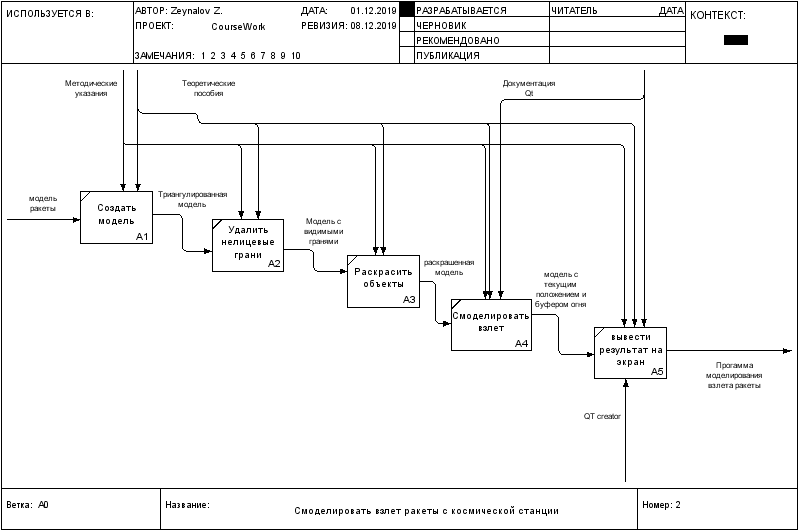 ИСПОЛЬЗУЕТСЯ В:
АВТОР: Zeynalov Z.
ДАТА: 01.12.2019
РАЗРАБАТЫВАЕТСЯ
ЧИТАТЕЛЬ
ДАТА
КОНТЕКСТ:
ПРОЕКТ: CourseWork
РЕВИЗИЯ: 08.12.2019
ЧЕРНОВИК
РЕКОМЕНДОВАНО
ЗАМЕЧАНИЯ: 1 2 3 4 5 6 7 8 9 10
ПУБЛИКАЦИЯ
Методические
указания
Теоретические
пособия
Документация
Qt
модель
ракеты
Создать
модель
A1
Триангулированная
модель
Удалить
нелицевые
грани
A2
Модель с
видимыми
гранями
Раскрасить
объекты
A3
раскрашенная
модель
Смоделировать
взлет
A4
модель с
текущим
положением и
буфером огня
вывести
результат на
экран
A5
Прогамма
моделирования
взлета ракеты
QT creator
Ветка: A0
Название:
Смоделировать взлет ракеты с космической станции
Номер: 2